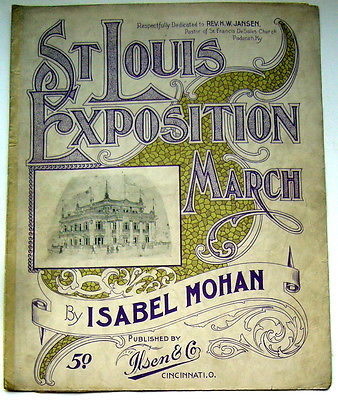 Respectfully Dedicated to REV. H. W. JANSEN,
Pastor of St Francis DeSales Church
Paducah, Ky
ST LOUIS
EXPOSITION
MARCH
By ISABEL MOHAN
50
PUBLISHED BY
Ilsen & Co
CINCINNATI. O.